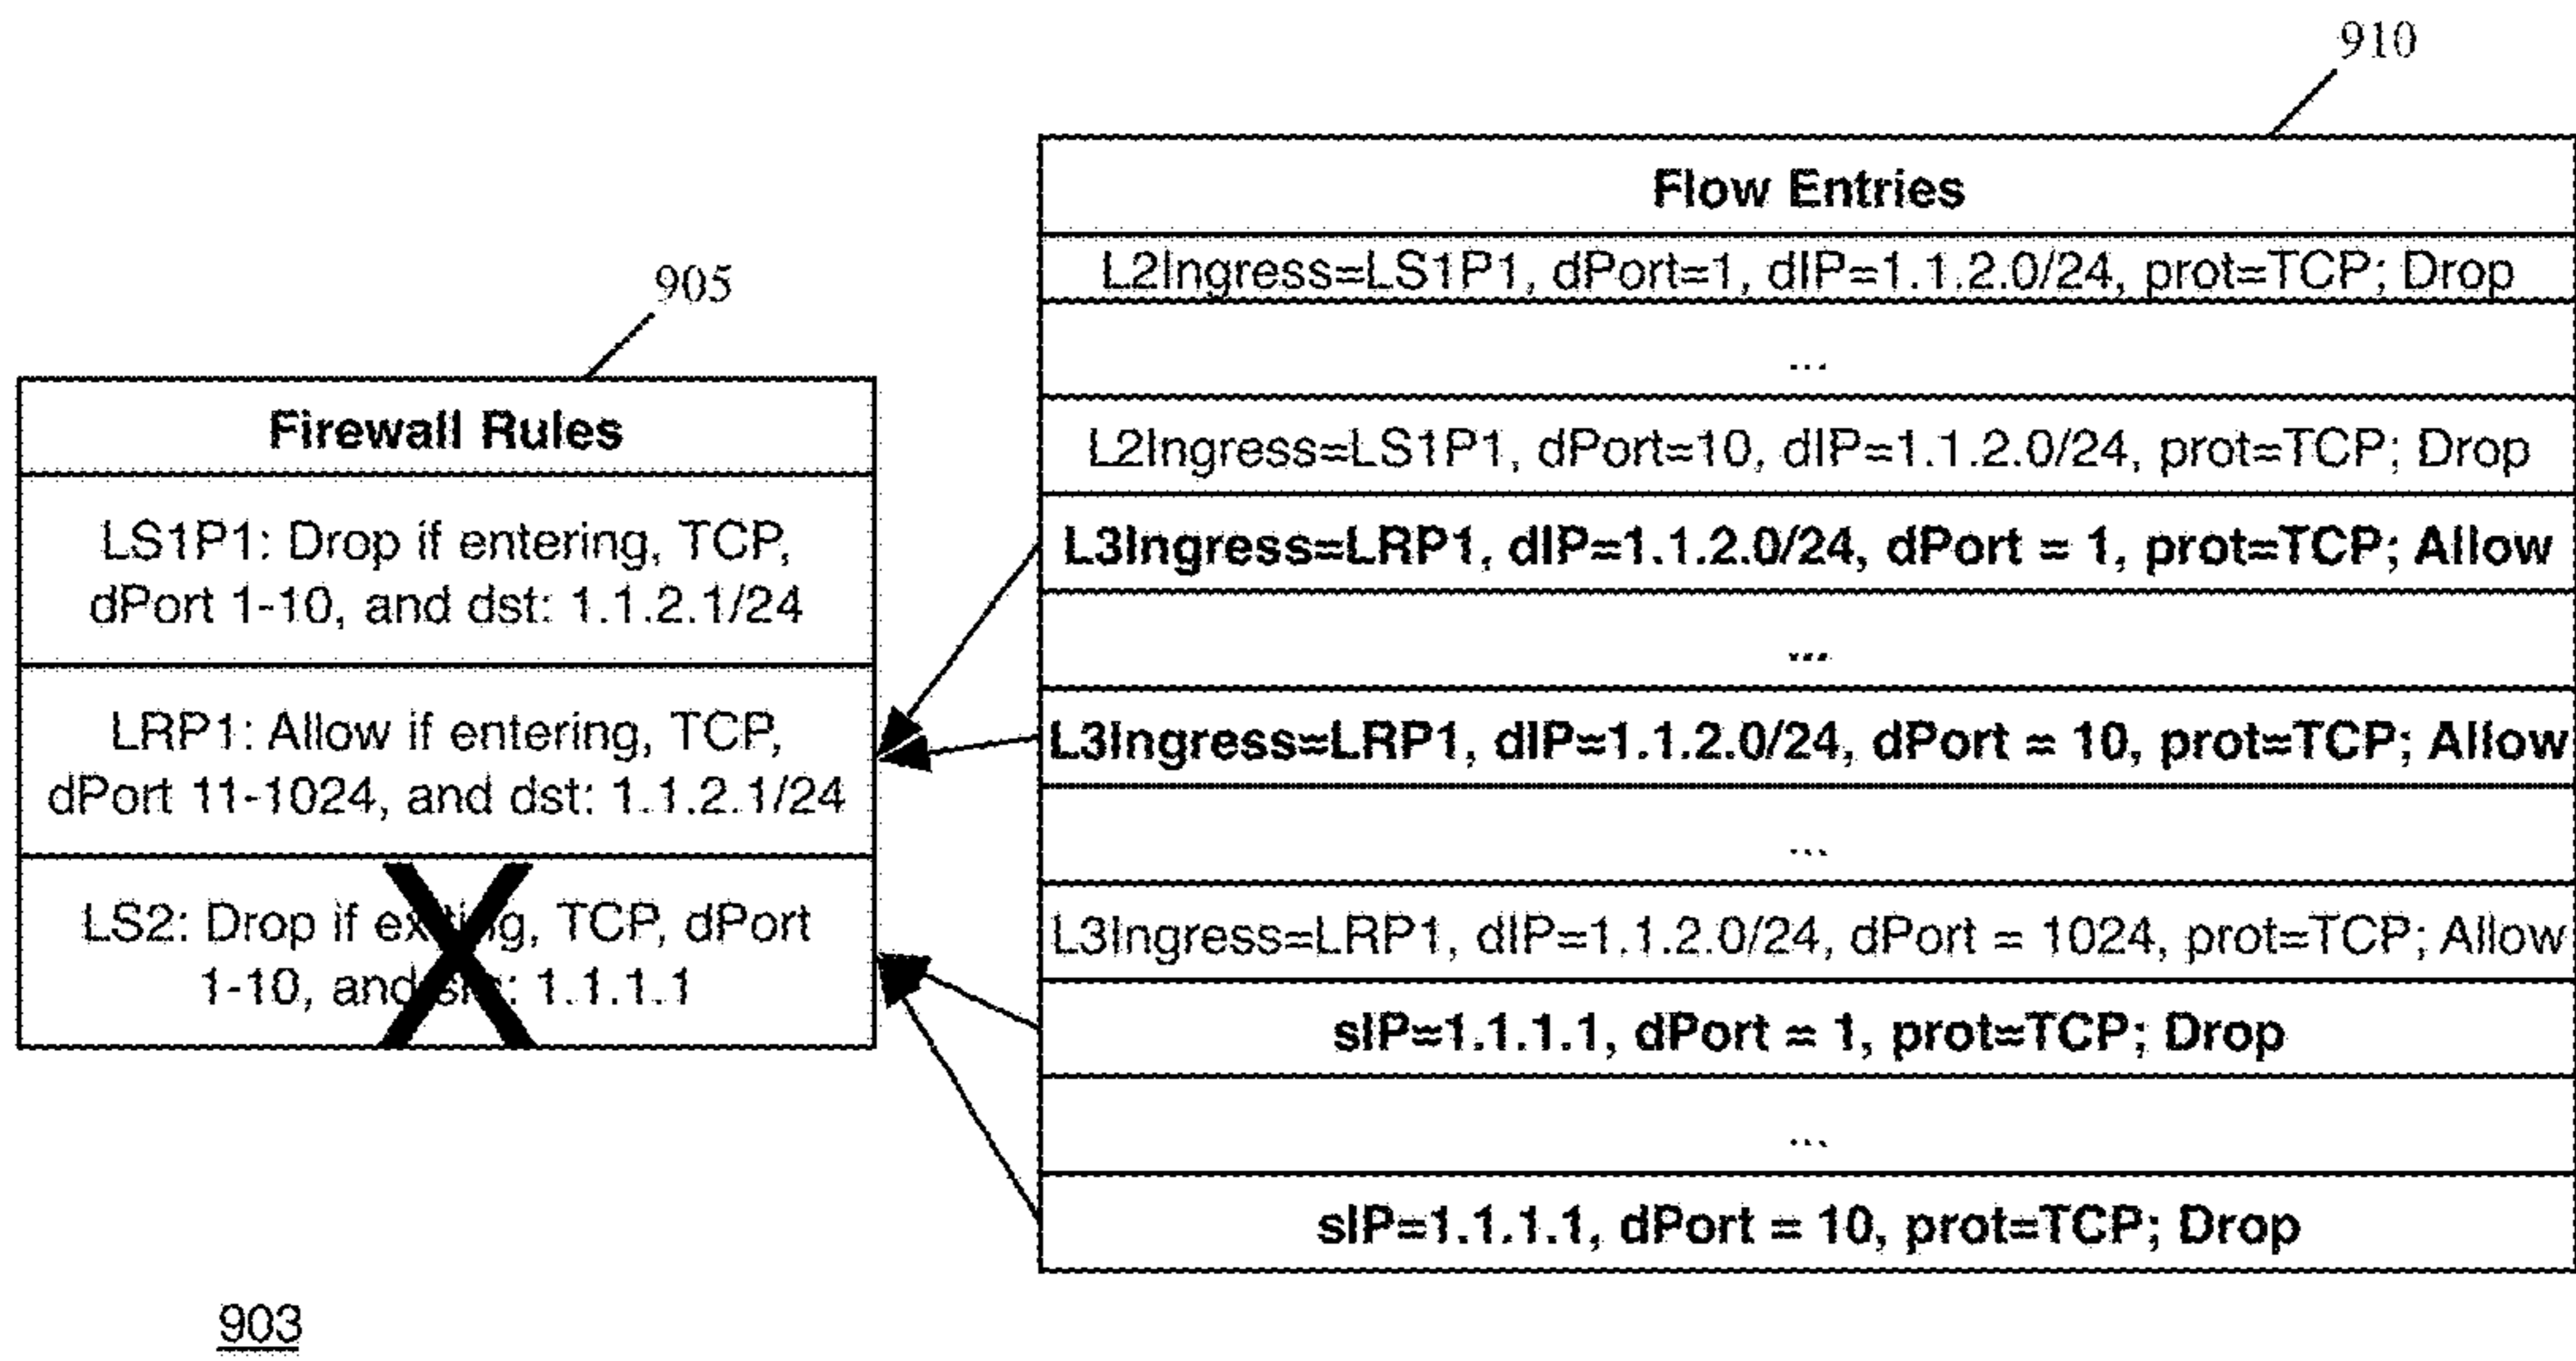 910
Flow Entries
L2Ingress=LS1P1, dPort=1, dIP=1.1.2.0/24, prot=TCP; Drop
...
L2Ingress=LS1P1, dPort=10, dIP=1.1.2.0/24, prot=TCP; Drop
L3Ingress=LRP1, dIP=1.1.2.0/24, dPort = 1, prot=TCP; Allow
...
L3Ingress=LRP1, dIP=1.1.2.0/24, dPort = 10, prot=TCP; Allow
...
L3Ingress=LRP1, dIP=1.1.2.0/24, dPort = 1024, prot=TCP; Allow
sIP=1.1.1.1, dPort = 1, prot=TCP; Drop
...
sIP=1.1.1.1, dPort = 10, prot=TCP; Drop
905
Firewall Rules
LS1P1: Drop if entering, TCP,
dPort 1-10, and dst: 1.1.2.1/24
LRP1: Allow if entering, TCP,
dPort 11-1024, and dst: 1.1.2.1/24
LS2: Drop if TCP, dPort
1-10, and 1.1.1.1
903